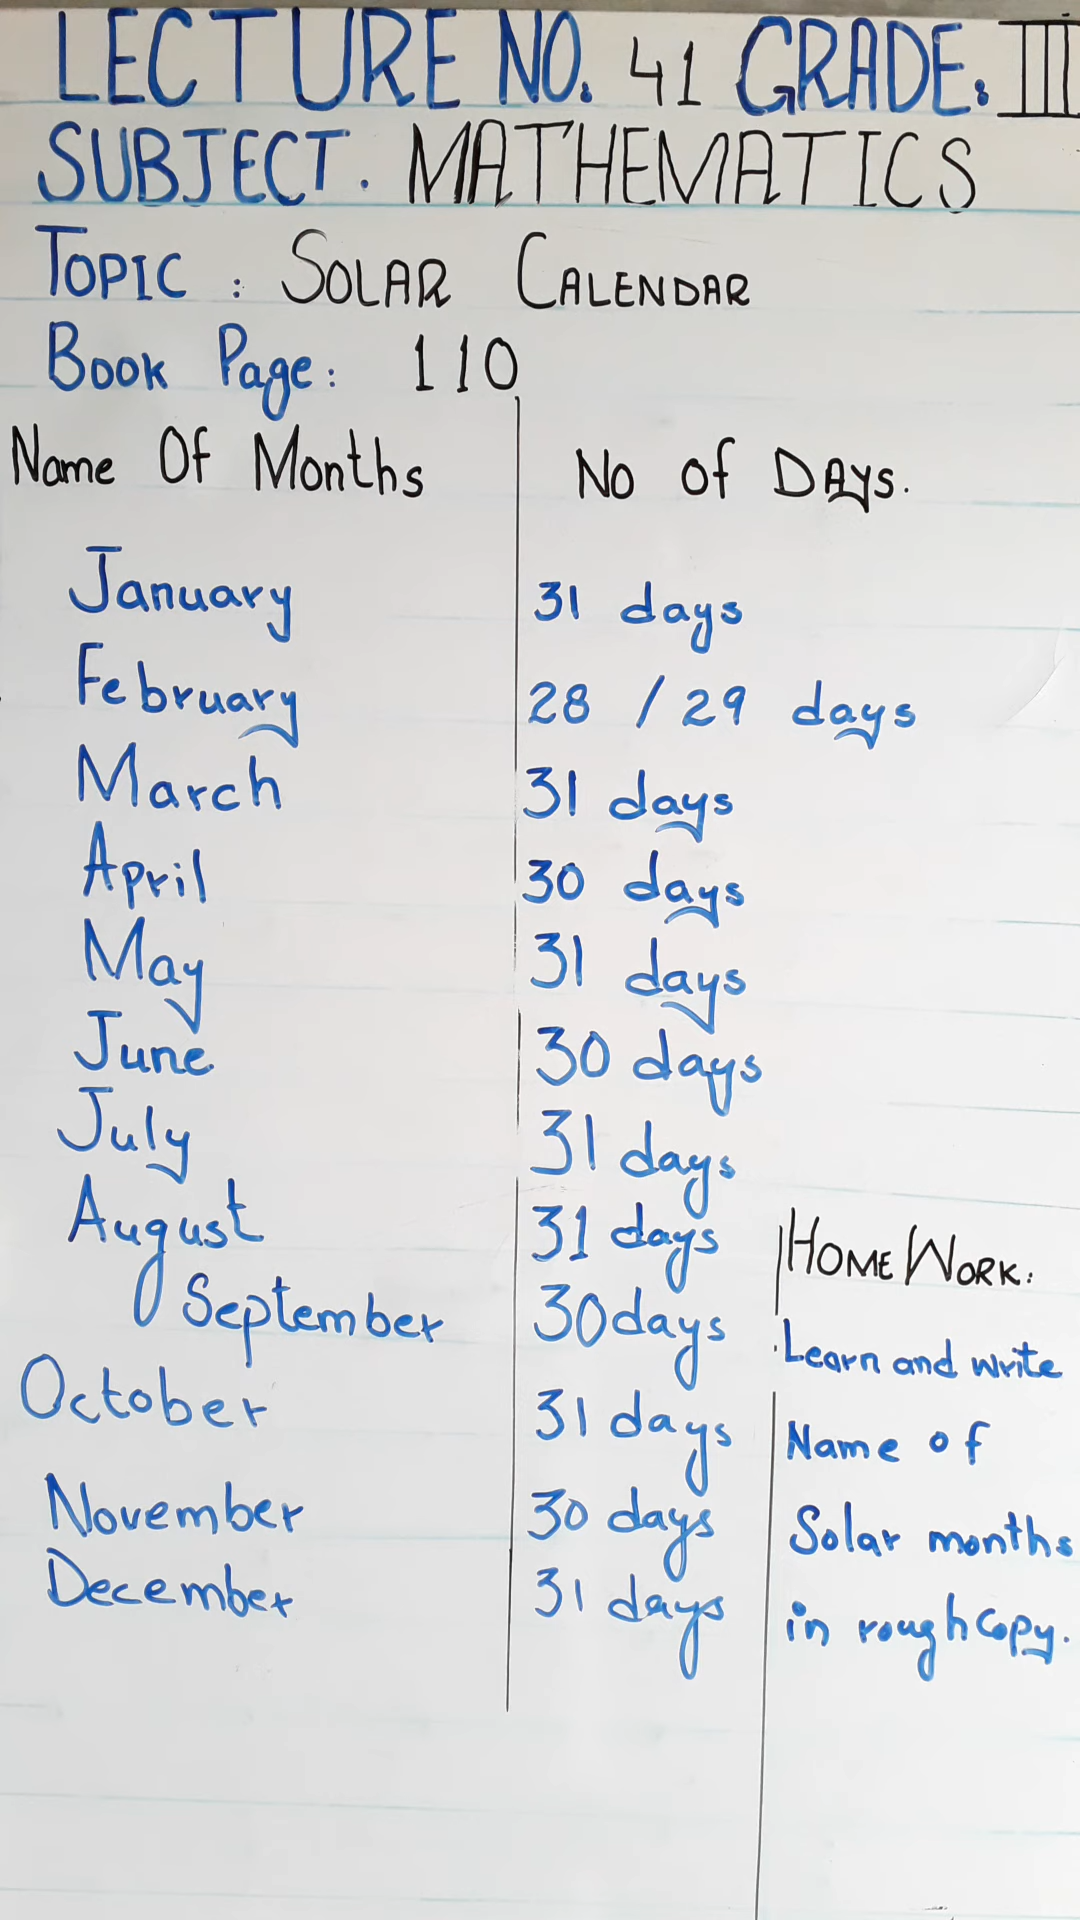 LECTURE NO. 41 GRADE. III
SUBJECT. MATHEMATICS
TOPIC : SOLAR CALENDAR
Book Page: 110
Name Of Months No of DAys.
January 31 days
February 28 / 29 days
March 31 days
April 30 days
May 31 days
June 30 days
July 31 days
August 31 days
September 30 days
October 31 days
November 30 days
December 31 days
HOME WORK:
Learn and write
Name of
Solar months
in rough Copy.